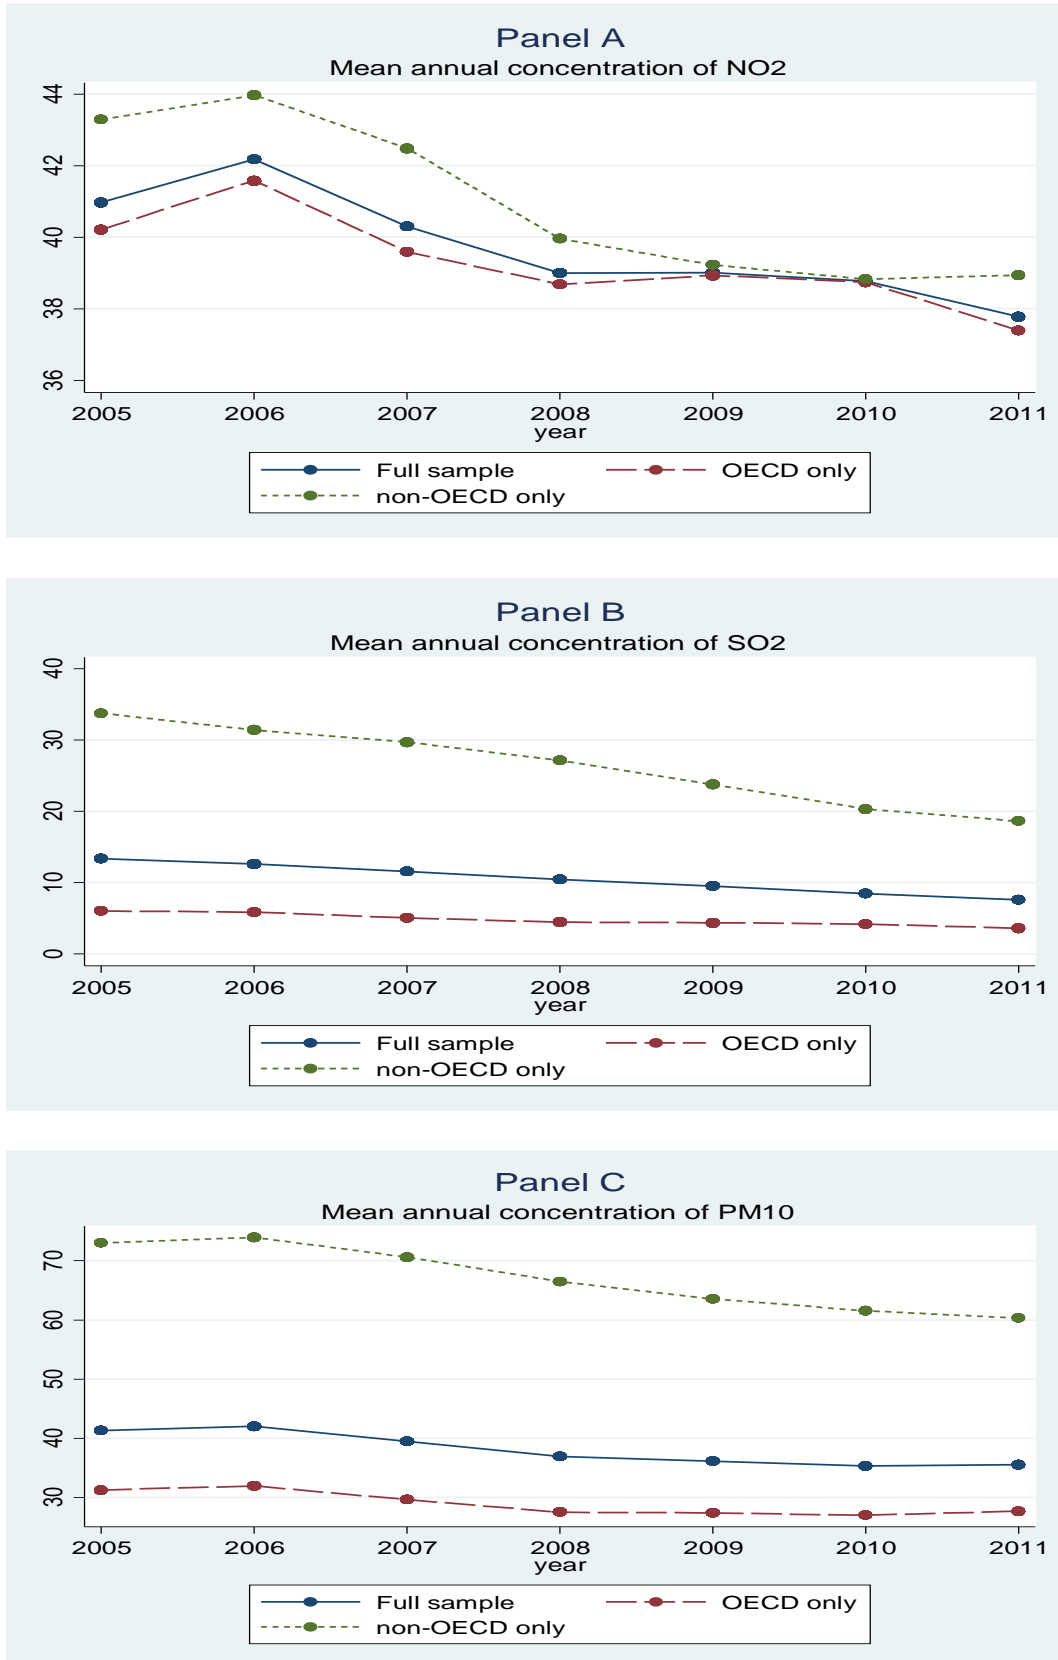 Panel A
Mean annual concentration of NO2
44
42
40
38
36
2005 2006 2007 2008 2009 2010 2011
year
Full sample OECD only
non-OECD only
Panel B
Mean annual concentration of SO2
40
30
20
10
0
2005 2006 2007 2008 2009 2010 2011
year
Full sample OECD only
non-OECD only
Panel C
Mean annual concentration of PM10
70
60
50
40
30
2005 2006 2007 2008 2009 2010 2011
year
Full sample OECD only
non-OECD only